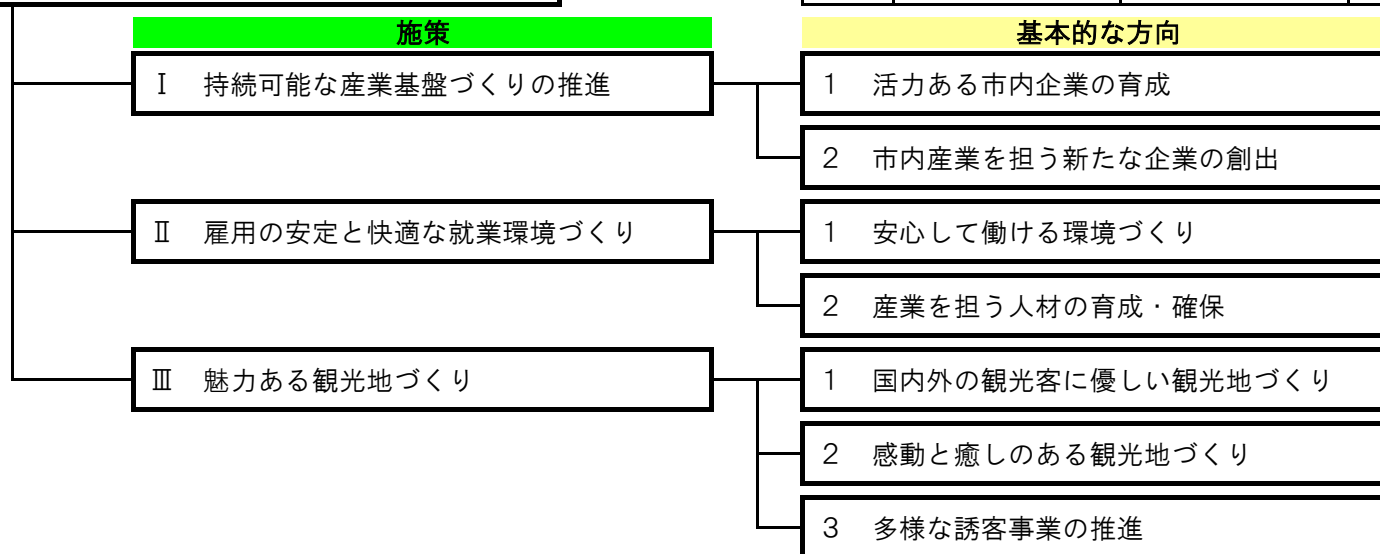 施策
基本的な方向
Ⅰ 持続可能な産業基盤づくりの推進
1 活力ある市内企業の育成
2 市内産業を担う新たな企業の創出
Ⅱ 雇用の安定と快適な就業環境づくり
1 安心して働ける環境づくり
2 産業を担う人材の育成・確保
Ⅲ 魅力ある観光地づくり
1 国内外の観光客に優しい観光地づくり
2 感動と癒しのある観光地づくり
3 多様な誘客事業の推進